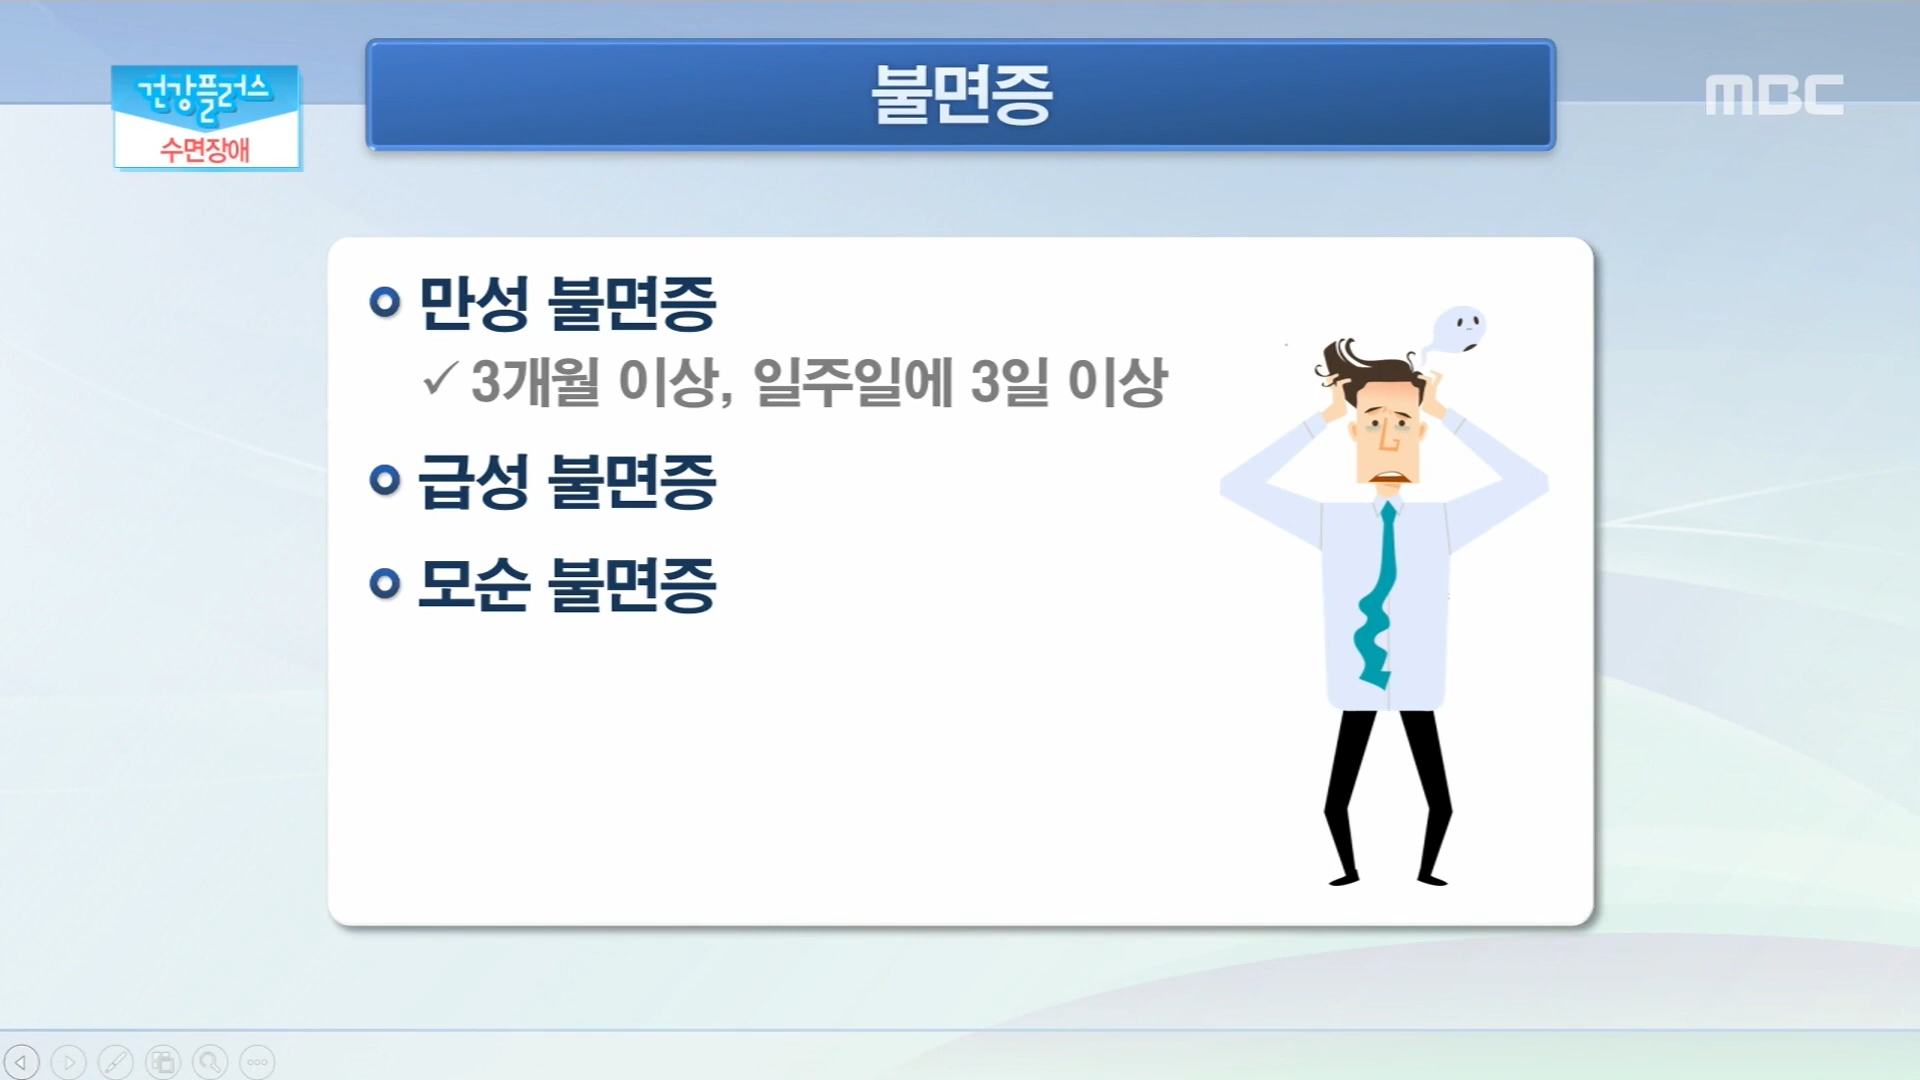 건강플러스
수면장애
불면증
MBC
만성 불면증
✓ 3개월 이상, 일주일에 3일 이상
급성 불면증
모순 불면증